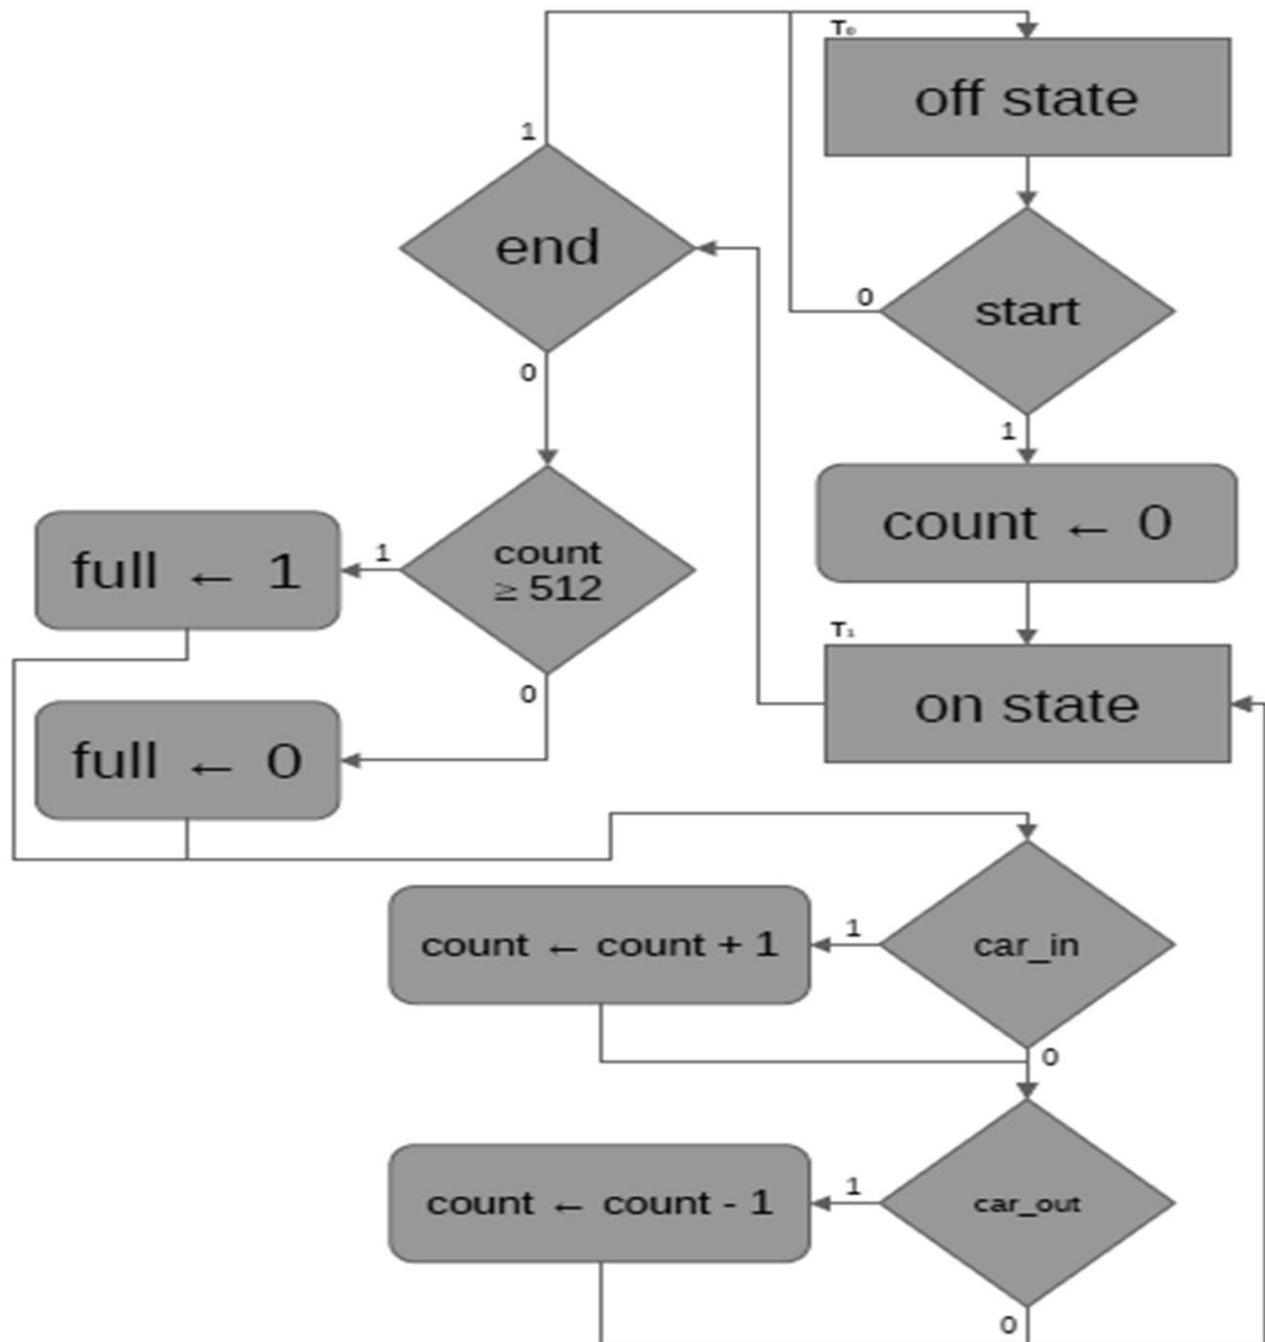 T₀
off state
1
end
start
0
0
1
count ← 0
count
≥ 512
1
full ← 1
T₁
0
on state
full ← 0
1
count ← count + 1
car_in
0
1
count ← count - 1
car_out
0